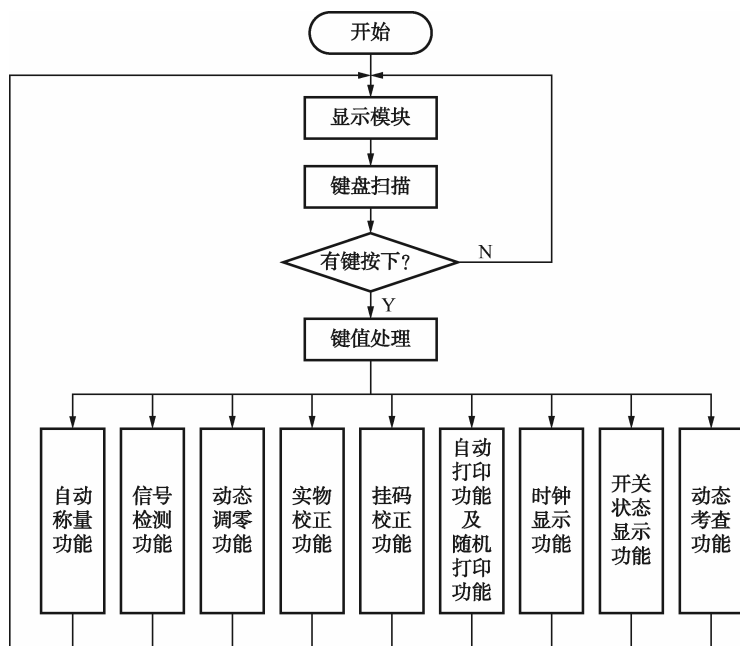 开始
显示模块
键盘扫描
有键按下?
N
Y
键值处理
自动
称量
功能
信号
检测
功能
动态
调零
功能
实物
校正
功能
挂码
校正
功能
自动
打印
功能
及
随机
打印
功能
时钟
显示
功能
开关
状态
显示
功能
动态
考查
功能